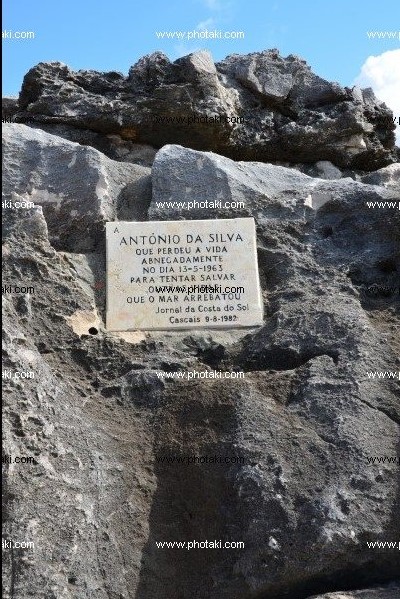 A
ANTÓNIO DA SILVA
QUE PERDEU A VIDA
ABNEGADAMENTE
NO DIA 13-5-1963
PARA TENTAR SALVAR
QUE O MAR ARREBATOU
Jornal da Costa do Sol
Cascais 9-8-1982
www.photaki.com